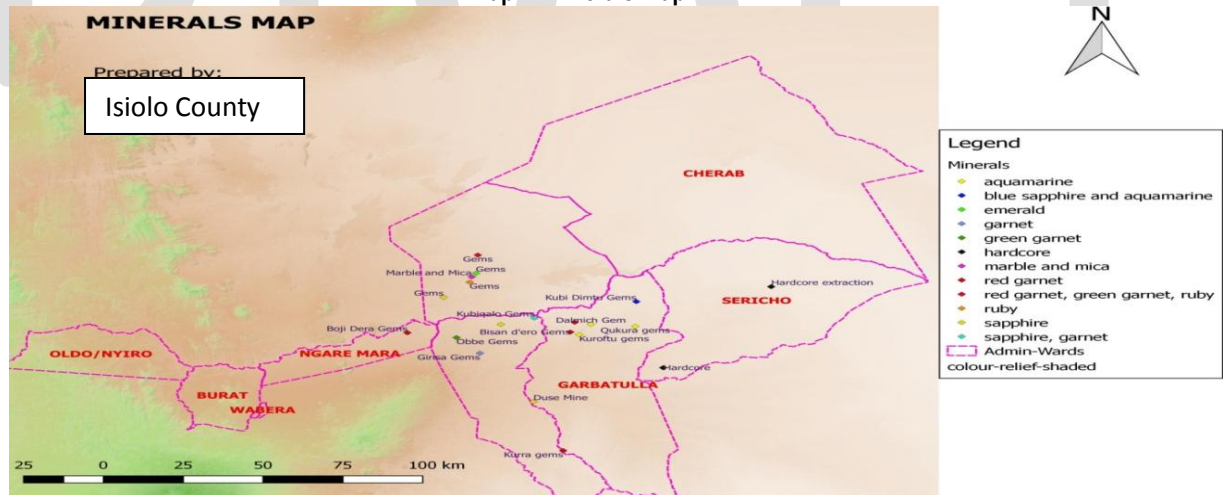 MINERALS MAP
N
Prepared by:
Isiolo County
CHERAB
Gems
Marble and Mica
Gems
Gems
Gems
Hardcore extraction
Kubi Dimtu Gems
SERICHO
Kubiqalo Gems
Dalmich Gem
Boji Dera Gems
Bisan d'ero Gems
Qukura gems
Obbe Gems
Kuroftu gems
OLDO/NYIRO
NGARE MARA
Girisa Gems
Hardcore
GARBATULLA
BURAT
Duse Mine
WABERA
Kurra gems
25 0 25 50 75 100 km
Legend
Minerals
aquamarine
blue sapphire and aquamarine
emerald
garnet
green garnet
hardcore
marble and mica
red garnet
red garnet, green garnet, ruby
ruby
sapphire
sapphire, garnet
Admin-Wards
colour-relief-shaded